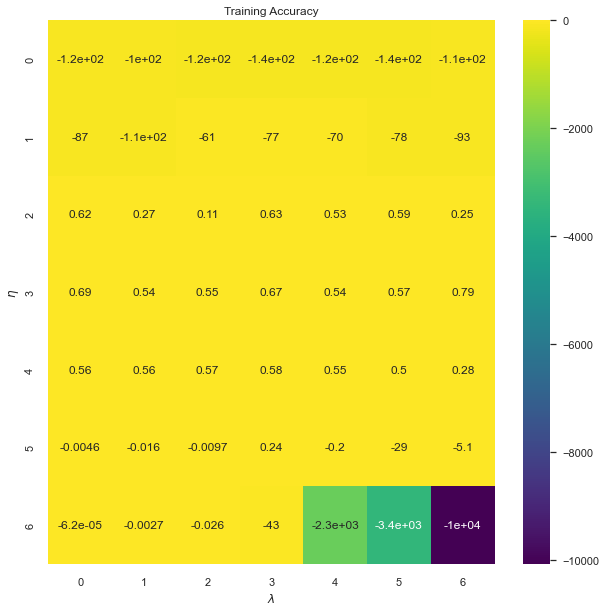 Training Accuracy
0 -1.2e+02 -1e+02 -1.2e+02 -1.4e+02 -1.2e+02 -1.4e+02 -1.1e+02
1 -87 -1.1e+02 -61 -77 -70 -78 -93
2 0.62 0.27 0.11 0.63 0.53 0.59 0.25
η
3 0.69 0.54 0.55 0.67 0.54 0.57 0.79
4 0.56 0.56 0.57 0.58 0.55 0.5 0.28
5 -0.0046 -0.016 -0.0097 0.24 -0.2 -29 -5.1
6 -6.2e-05 -0.0027 -0.026 -43 -2.3e+03 -3.4e+03 -1e+04
0 1 2 3 4 5 6
λ
0
−2000
−4000
−6000
−8000
−10000